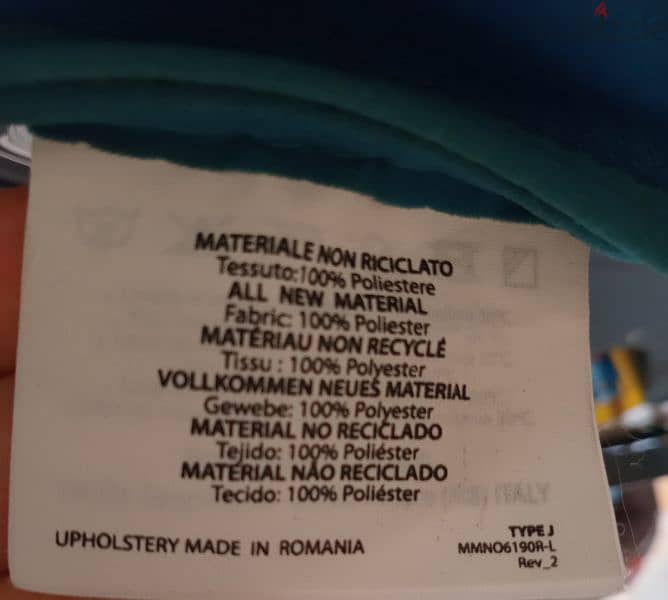 MATERIALE NON RICICLATO
Tessuto:100% Poliestere
ALL NEW MATERIAL
Fabric: 100% Poliester
MATÉRIAU NON RECYCLÉ
Tissu : 100% Polyester
VOLLKOMMEN NEUES MATERIAL
Gewebe: 100% Polyester
MATERIAL NO RECICLADO
Tejido: 100% Poliéster
MATERIAL NÃO RECICLADO
Tecido: 100% Poliéster
ITALY
UPHOLSTERY MADE IN ROMANIA
TYPE J
MMNO6190R-L
Rev_2